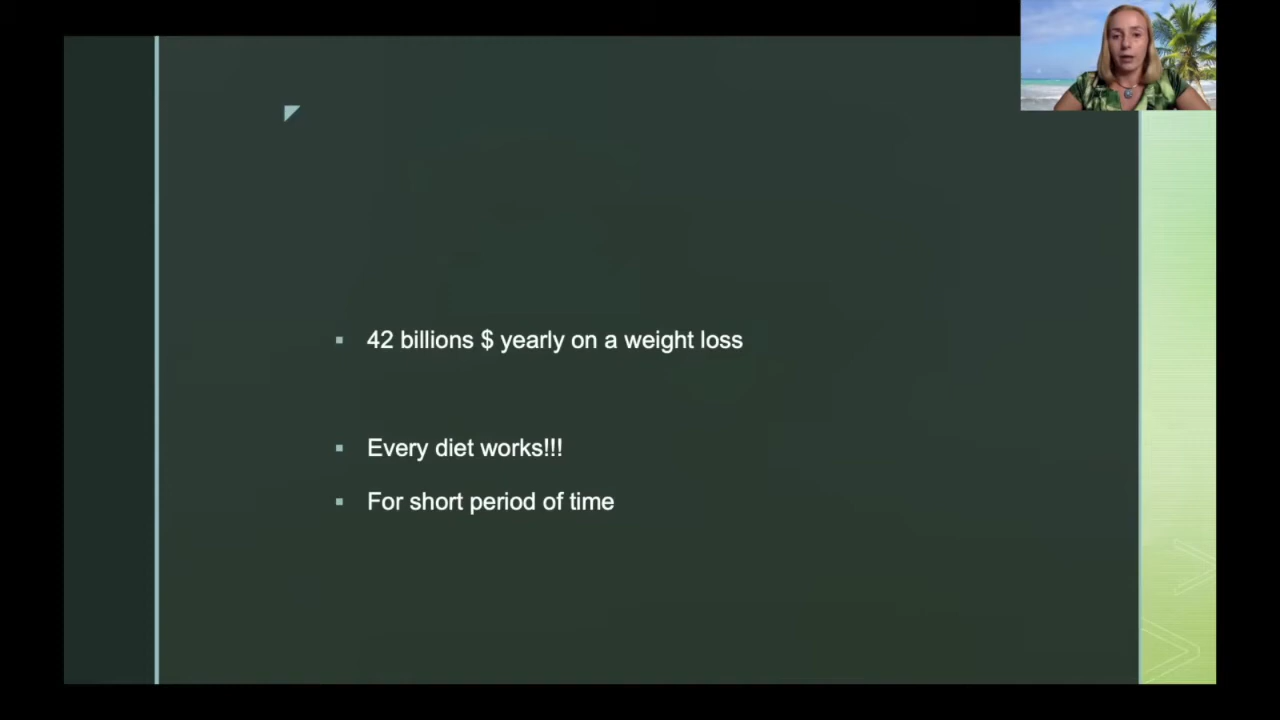 42 billions $ yearly on a weight loss
Every diet works!!!
For short period of time